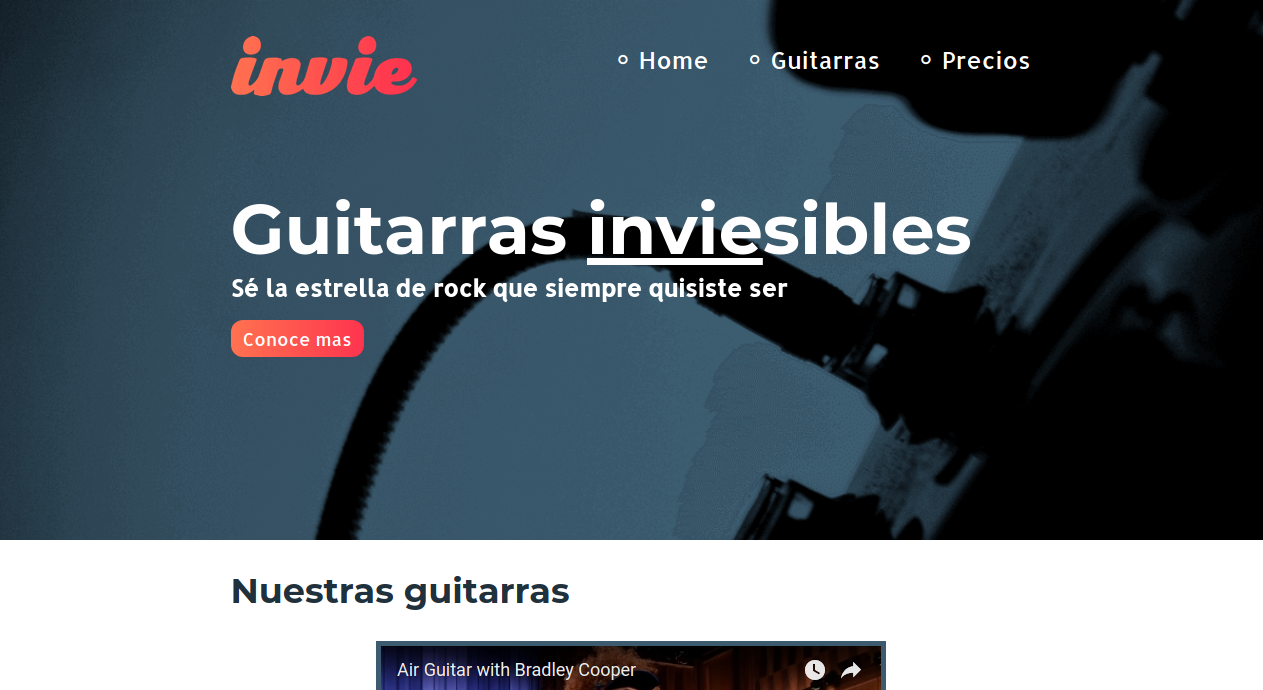 invie
Home
Guitarras
Precios
Guitarras inviesibles
Sé la estrella de rock que siempre quisiste ser
Conoce mas
Nuestras guitarras
Air Guitar with Bradley Cooper